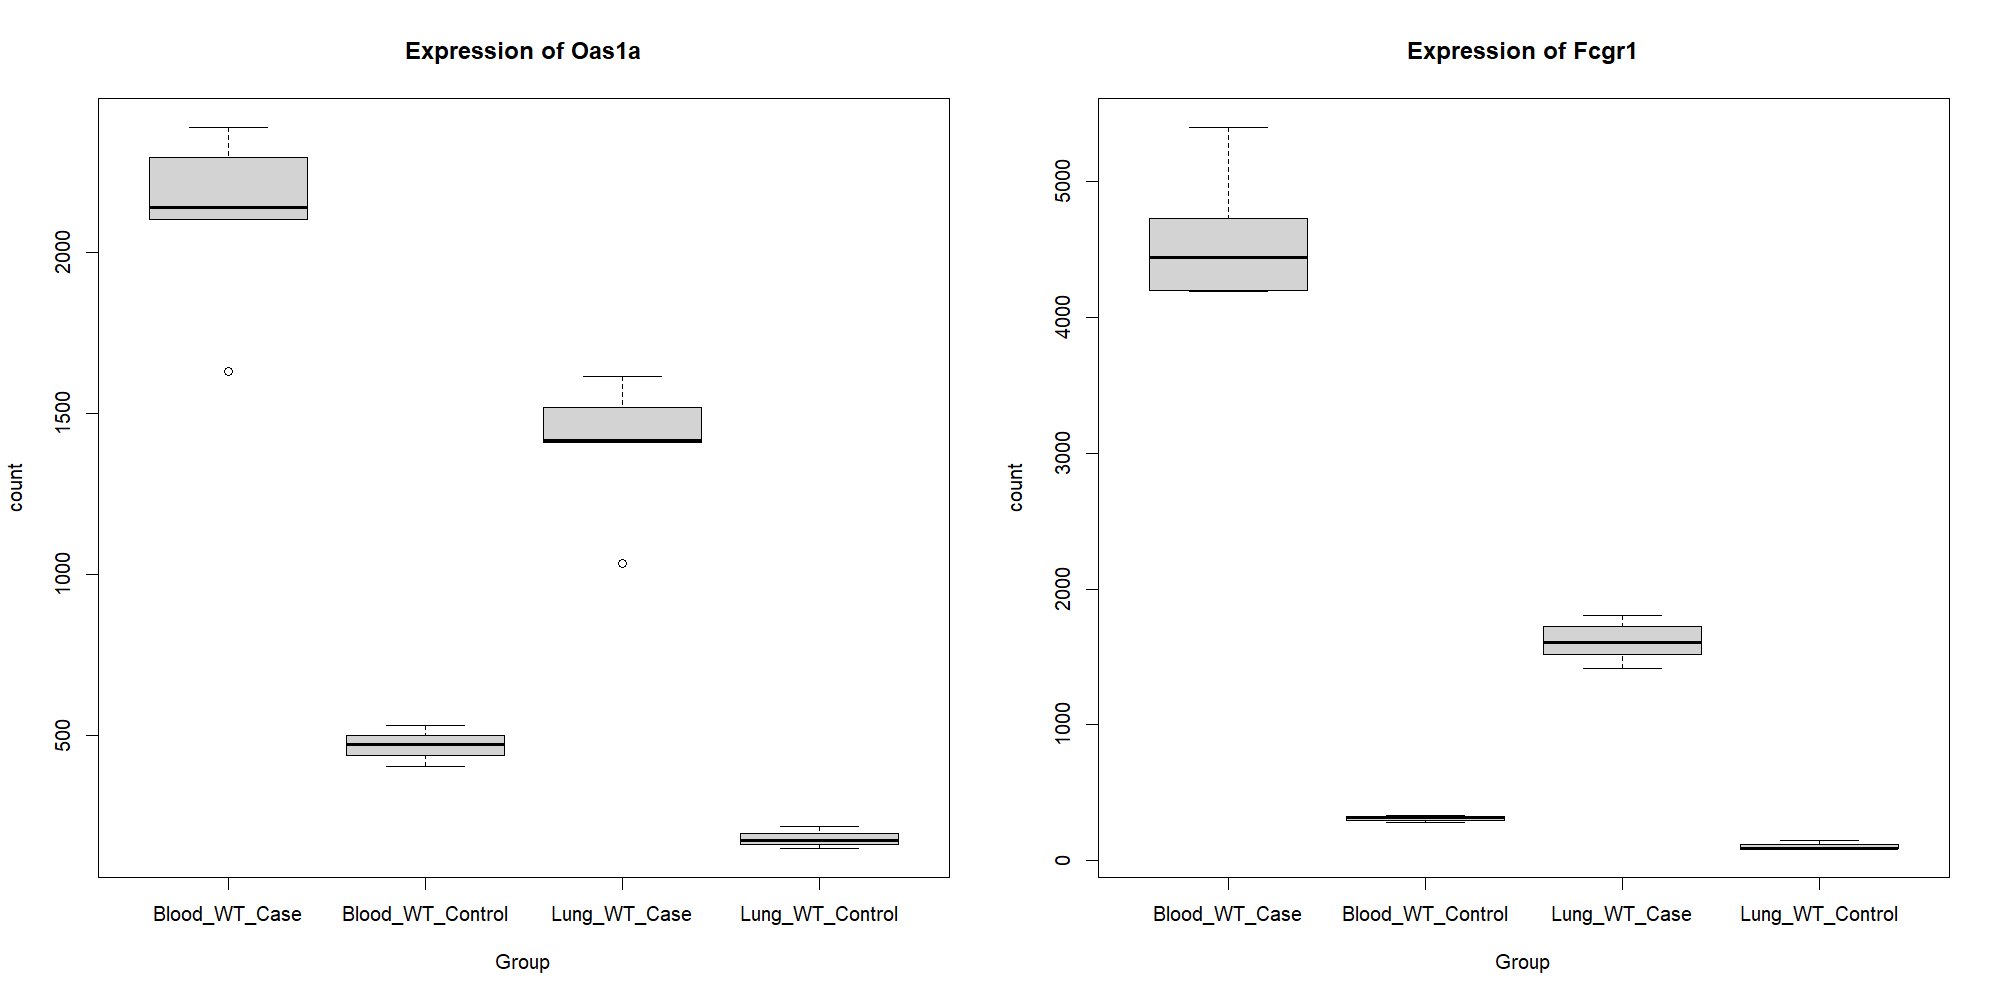 Expression of Oas1a
count
2000
1500
1000
500
Blood_WT_Case
Blood_WT_Control
Lung_WT_Case
Lung_WT_Control
Group
Expression of Fcgr1
count
5000
4000
3000
2000
1000
0
Blood_WT_Case
Blood_WT_Control
Lung_WT_Case
Lung_WT_Control
Group